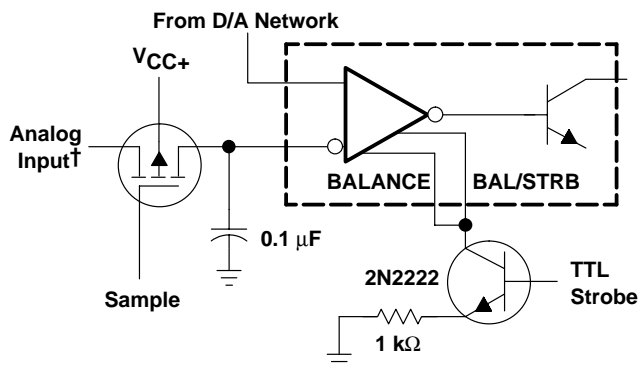 From D/A Network
VCC+
Analog
Input†
BALANCE
BAL/STRB
0.1 μF
2N2222
TTL
Strobe
Sample
1 kΩ